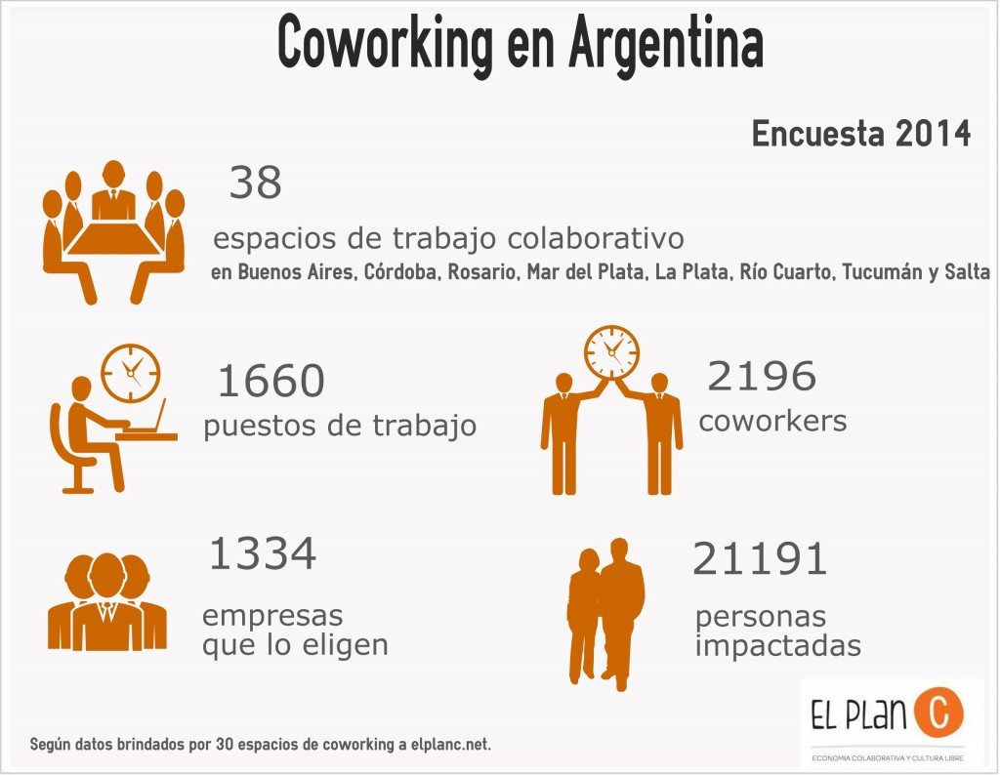 Coworking en Argentina
Encuesta 2014
38
espacios de trabajo colaborativo
en Buenos Aires, Córdoba, Rosario, Mar del Plata, La Plata, Río Cuarto, Tucumán y Salta
1660
puestos de trabajo
2196
coworkers
1334
empresas
que lo eligen
21191
personas
impactadas
EL PLan C
ECONOMIA COLABORATIVA Y CULTURA LIBRE
Según datos brindados por 30 espacios de coworking a elplanc.net.